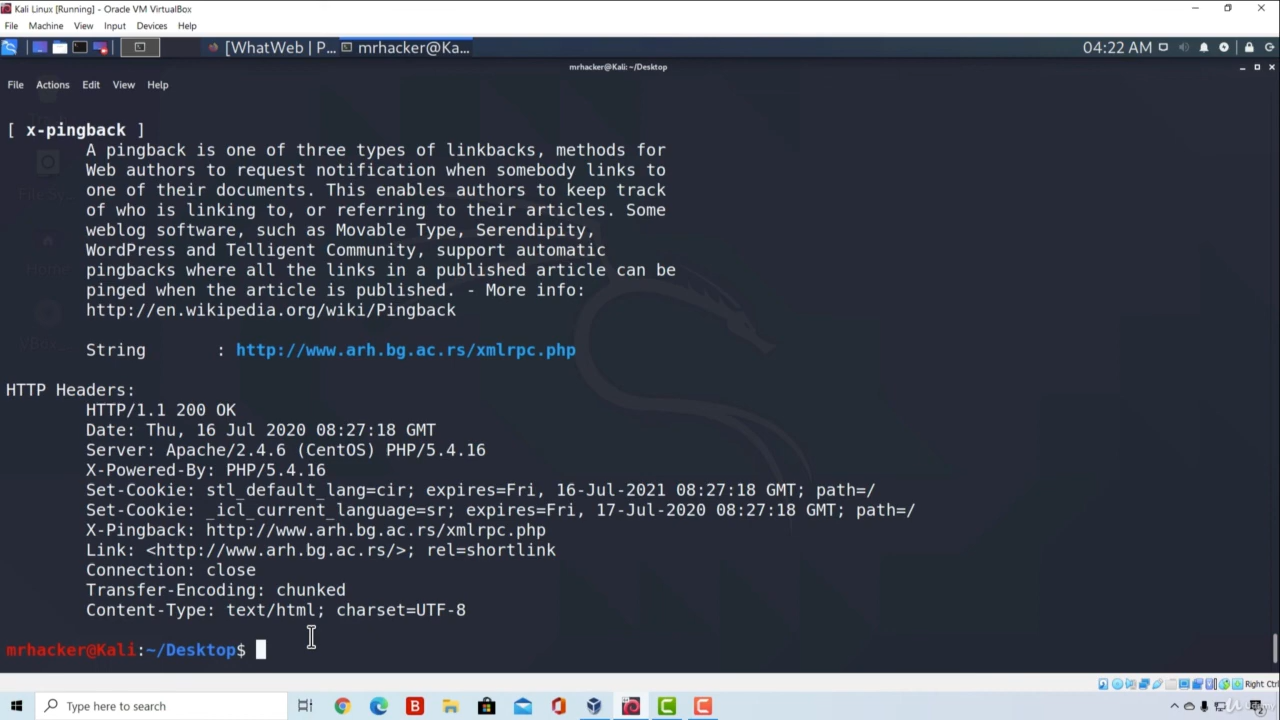 Kali Linux [Running] - Oracle VM VirtualBox
File Machine View Input Devices Help
[WhatWeb | P... mrhacker@Ka... 04:22 AM
mrhacker@Kali: ~/Desktop
File Actions Edit View Help
[ x-pingback ]
A pingback is one of three types of linkbacks, methods for
Web authors to request notification when somebody links to
one of their documents. This enables authors to keep track
of who is linking to, or referring to their articles. Some
weblog software, such as Movable Type, Serendipity,
WordPress and Telligent Community, support automatic
pingbacks where all the links in a published article can be
pinged when the article is published. - More info:
http://en.wikipedia.org/wiki/Pingback
String : http://www.arh.bg.ac.rs/xmlrpc.php
HTTP Headers:
HTTP/1.1 200 OK
Date: Thu, 16 Jul 2020 08:27:18 GMT
Server: Apache/2.4.6 (CentOS) PHP/5.4.16
X-Powered-By: PHP/5.4.16
Set-Cookie: stl_default_lang=cir; expires=Fri, 16-Jul-2021 08:27:18 GMT; path=/
Set-Cookie: _icl_current_language=sr; expires=Fri, 17-Jul-2020 08:27:18 GMT; path=/
X-Pingback: http://www.arh.bg.ac.rs/xmlrpc.php
Link: <http://www.arh.bg.ac.rs/>; rel=shortlink
Connection: close
Transfer-Encoding: chunked
Content-Type: text/html; charset=UTF-8
mrhacker@Kali:~/Desktop$
Right Ctrl
Type here to search